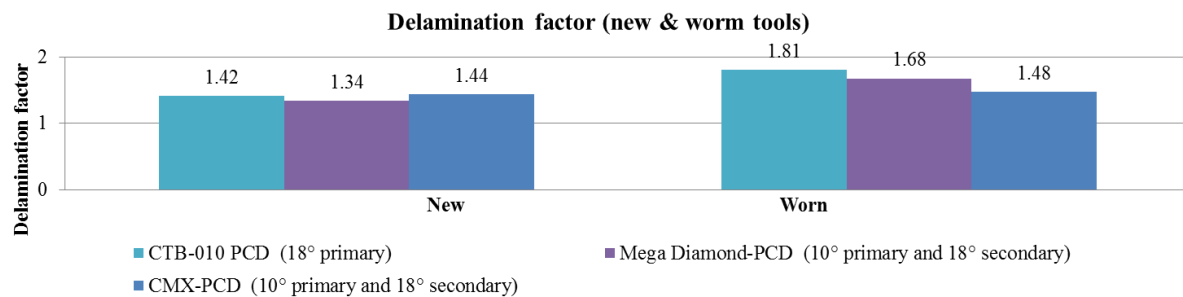 Delamination factor (new & worm tools)
Delamination factor
2
1
0
1.42
1.34
1.44
1.81
1.68
1.48
New
Worn
CTB-010 PCD (18° primary)
Mega Diamond-PCD (10° primary and 18° secondary)
CMX-PCD (10° primary and 18° secondary)